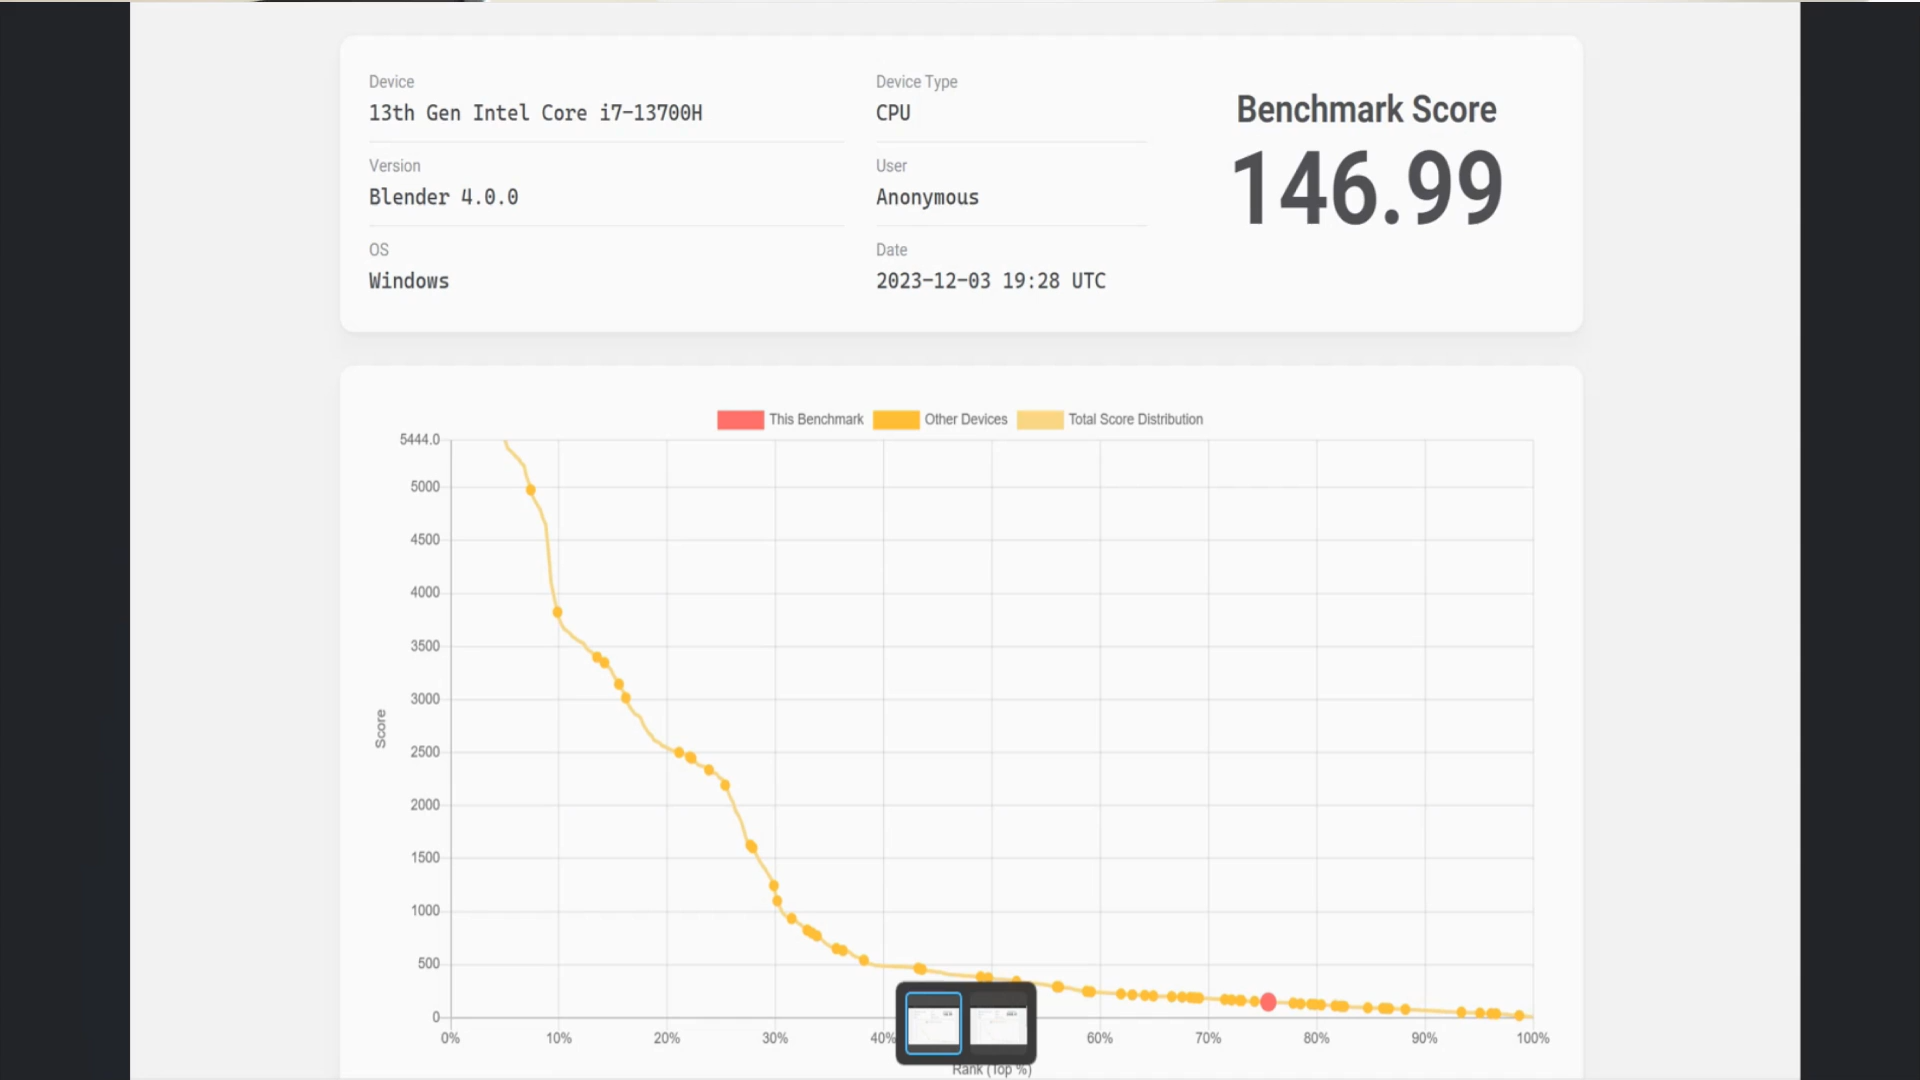 Device
13th Gen Intel Core i7-13700H
Device Type
CPU
Benchmark Score
146.99
Version
Blender 4.0.0
User
Anonymous
OS
Windows
Date
2023-12-03 19:28 UTC
This Benchmark Other Devices Total Score Distribution
5444.0
5000
4500
4000
3500
3000
2500
2000
1500
1000
500
0
Score
0% 10% 20% 30% 40% 60% 70% 80% 90% 100%
Rank (Top %)